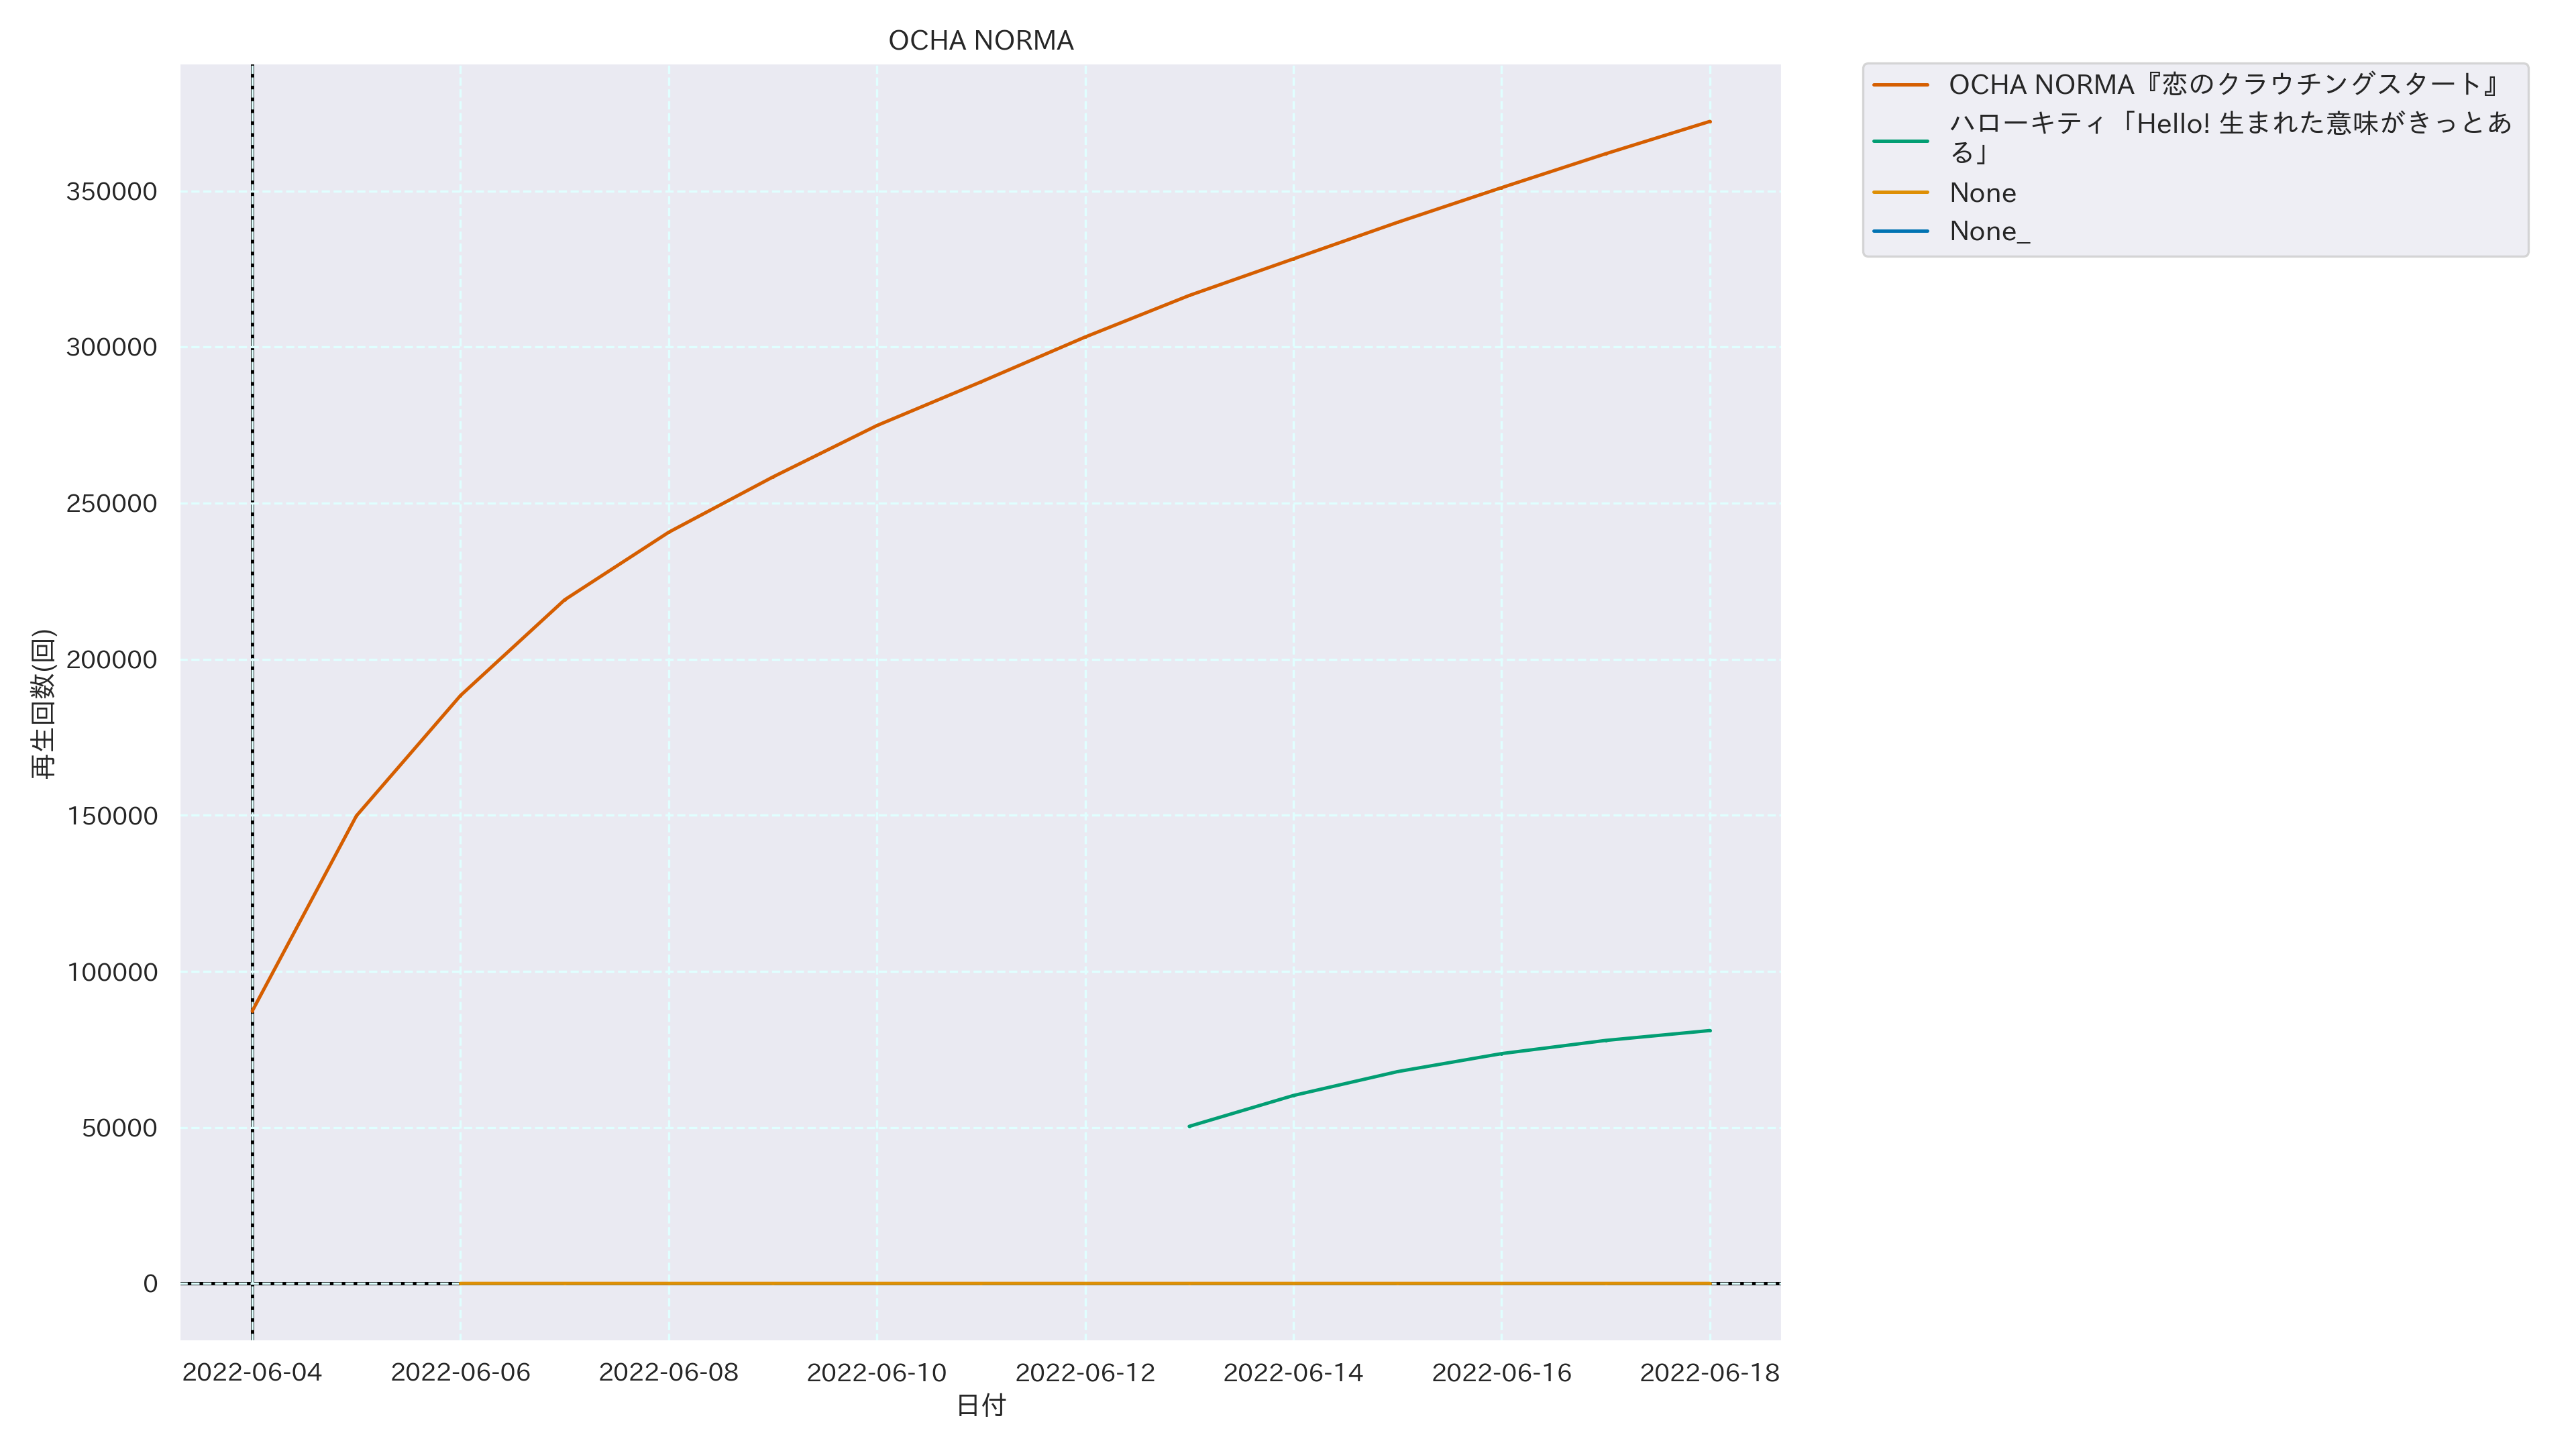 OCHA NORMA
OCHA NORMA『恋のクラウチングスタート』
ハローキティ「Hello! 生まれた意味がきっとあ
る」
None
None_
再生回数(回)
350000
300000
250000
200000
150000
100000
50000
0
2022-06-04 2022-06-06 2022-06-08 2022-06-10 2022-06-12 2022-06-14 2022-06-16 2022-06-18
日付